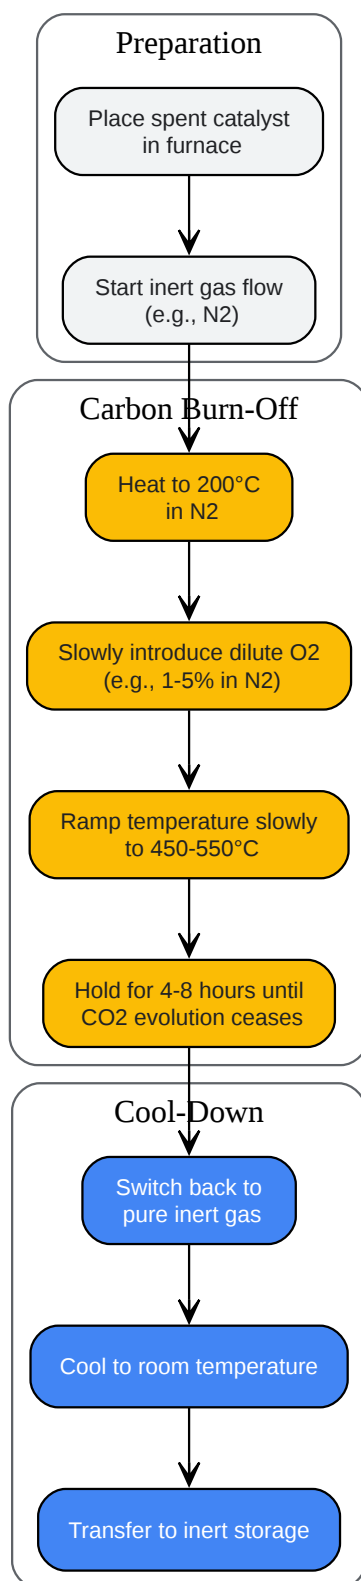 Preparation
Place spent catalyst
in furnace
Start inert gas flow
(e.g., N2)
Carbon Burn-Off
Heat to 200°C
in N2
Slowly introduce dilute O2
(e.g., 1-5% in N2)
Ramp temperature slowly
to 450-550°C
Hold for 4-8 hours until
CO2 evolution ceases
Cool-Down
Switch back to
pure inert gas
Cool to room temperature
Transfer to inert storage